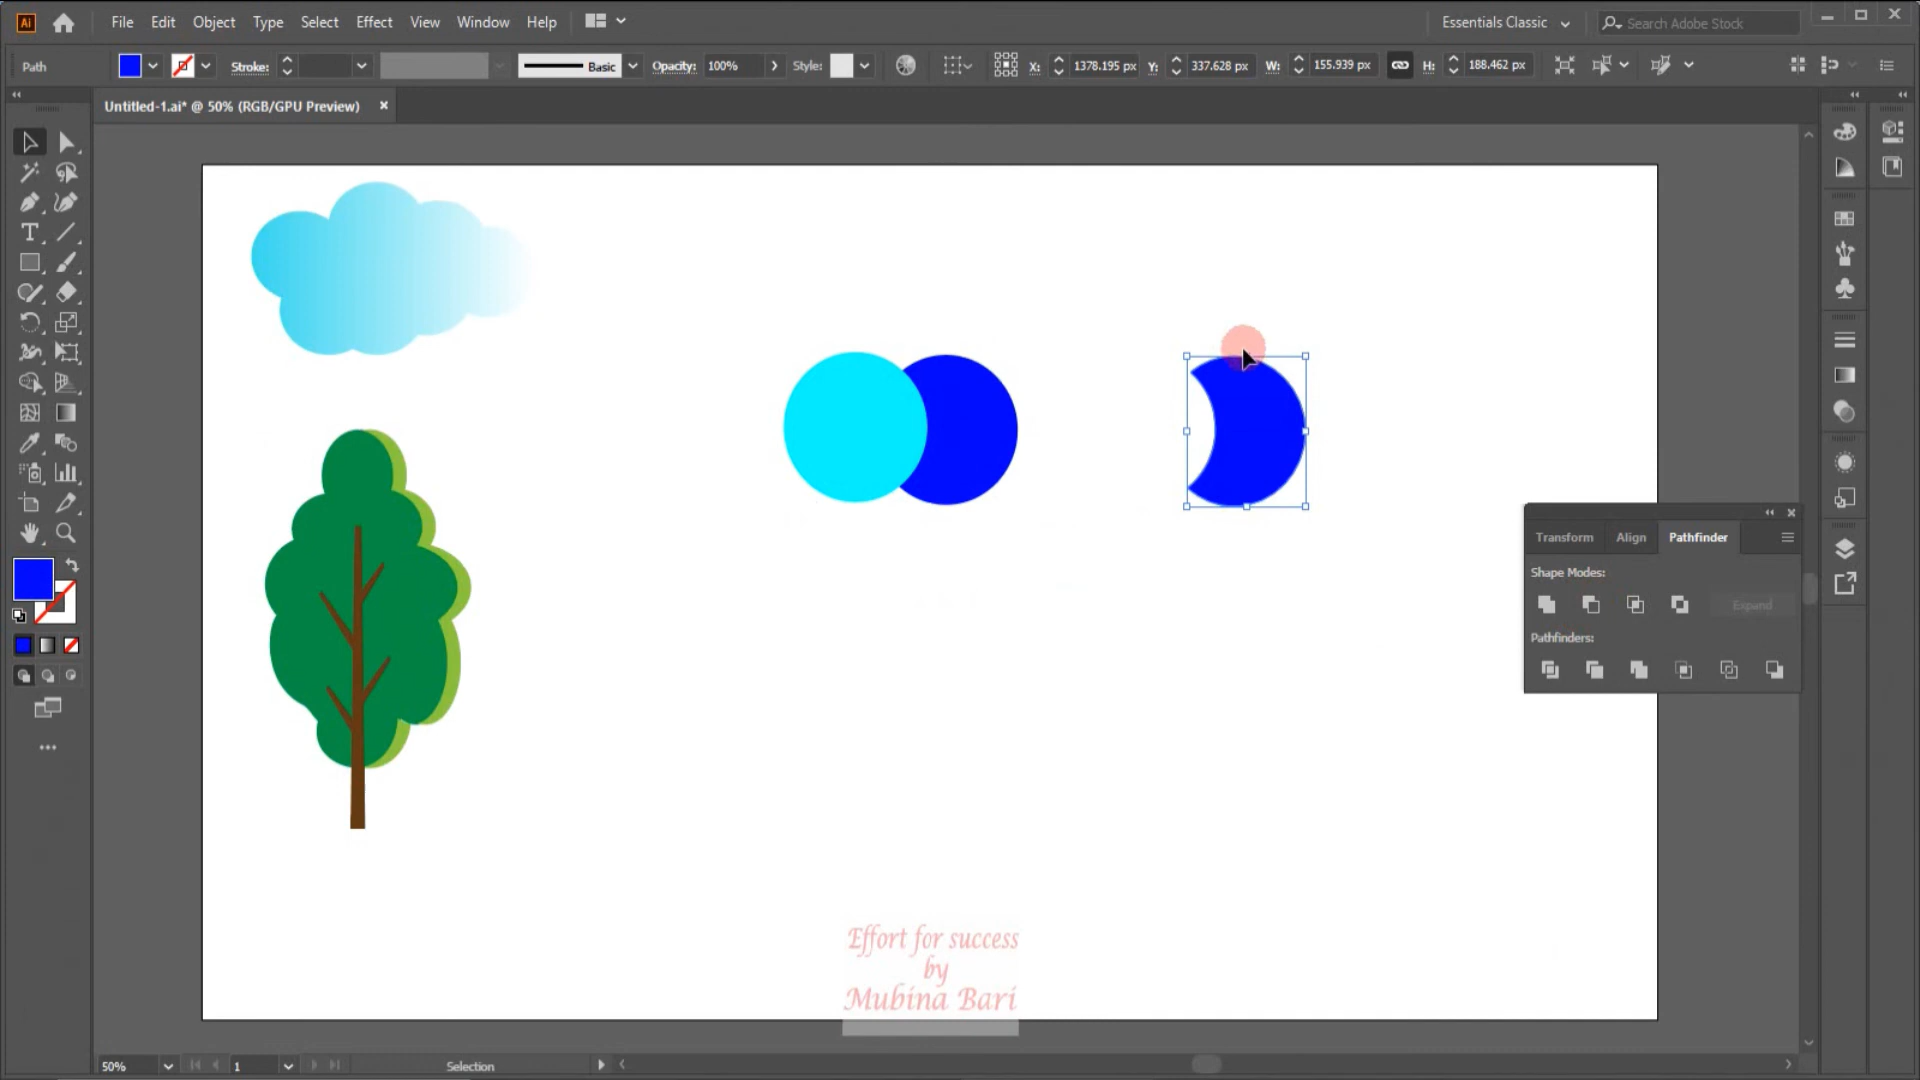 Ai File Edit Object Type Select Effect View Window Help Essentials Classic Search Adobe Stock
Path Stroke: Basic Opacity: 100% Style: X: 1378.195 px Y: 337.628 px W: 155.939 px H: 188.462 px
Untitled-1.ai* @ 50% (RGB/GPU Preview)
Transform Align Pathfinder
Shape Modes:
Expand
Pathfinders:
Effort for success
by
Mubina Bari
50% 1 Selection